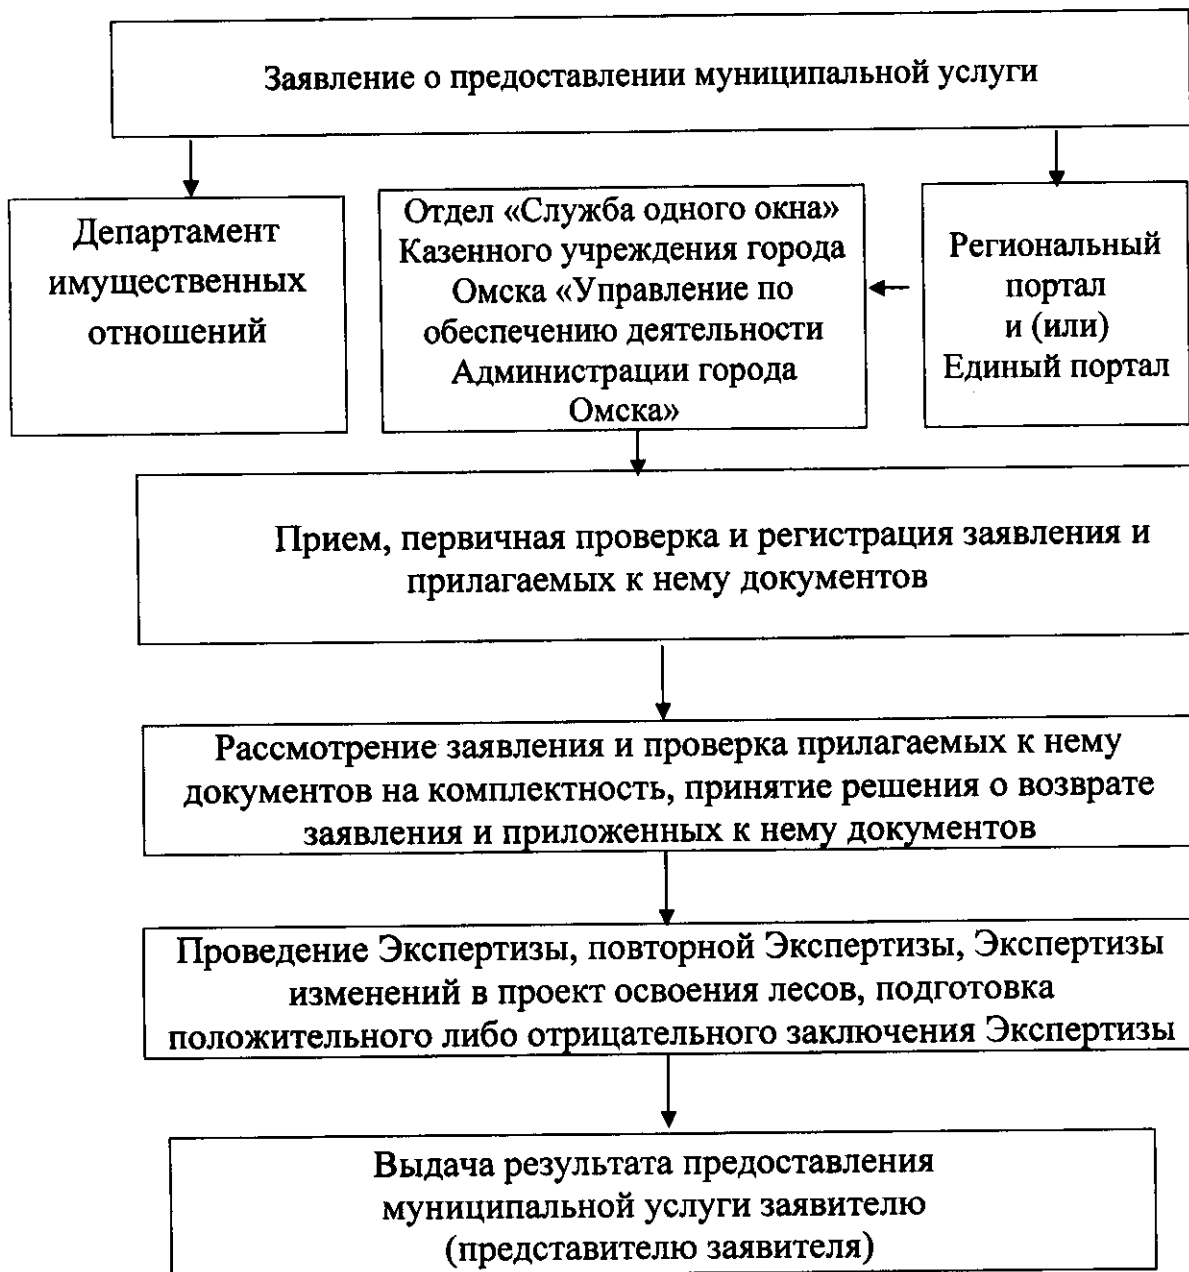 Заявление о предоставлении муниципальной услуги
Департамент
имущественных
отношений
Отдел «Служба одного окна»
Казенного учреждения города
Омска «Управление по
обеспечению деятельности
Администрации города
Омска»
Региональный
портал
и (или)
Единый портал
Прием, первичная проверка и регистрация заявления и
прилагаемых к нему документов
Рассмотрение заявления и проверка прилагаемых к нему
документов на комплектность, принятие решения о возврате
заявления и приложенных к нему документов
Проведение Экспертизы, повторной Экспертизы, Экспертизы
изменений в проект освоения лесов, подготовка
положительного либо отрицательного заключения Экспертизы
Выдача результата предоставления
муниципальной услуги заявителю
(представителю заявителя)